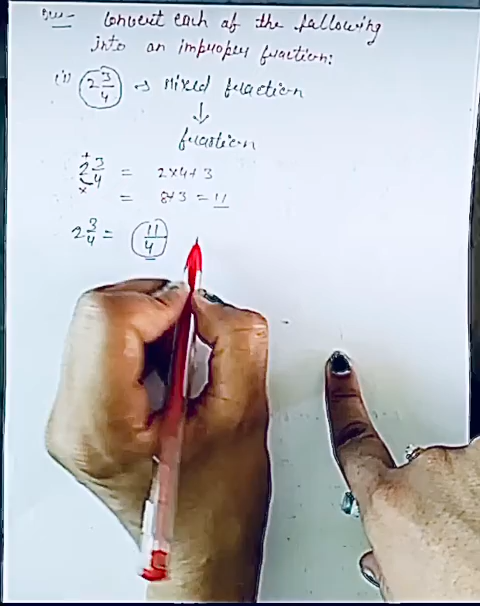 Que- Convert each of the following
into an improper fraction:
(i) 2 3/4 → Mixed fraction
↓
fraction
+
2 3/4 = 2×4+3
×
= 8+3 = 11
2 3/4 = 11/4